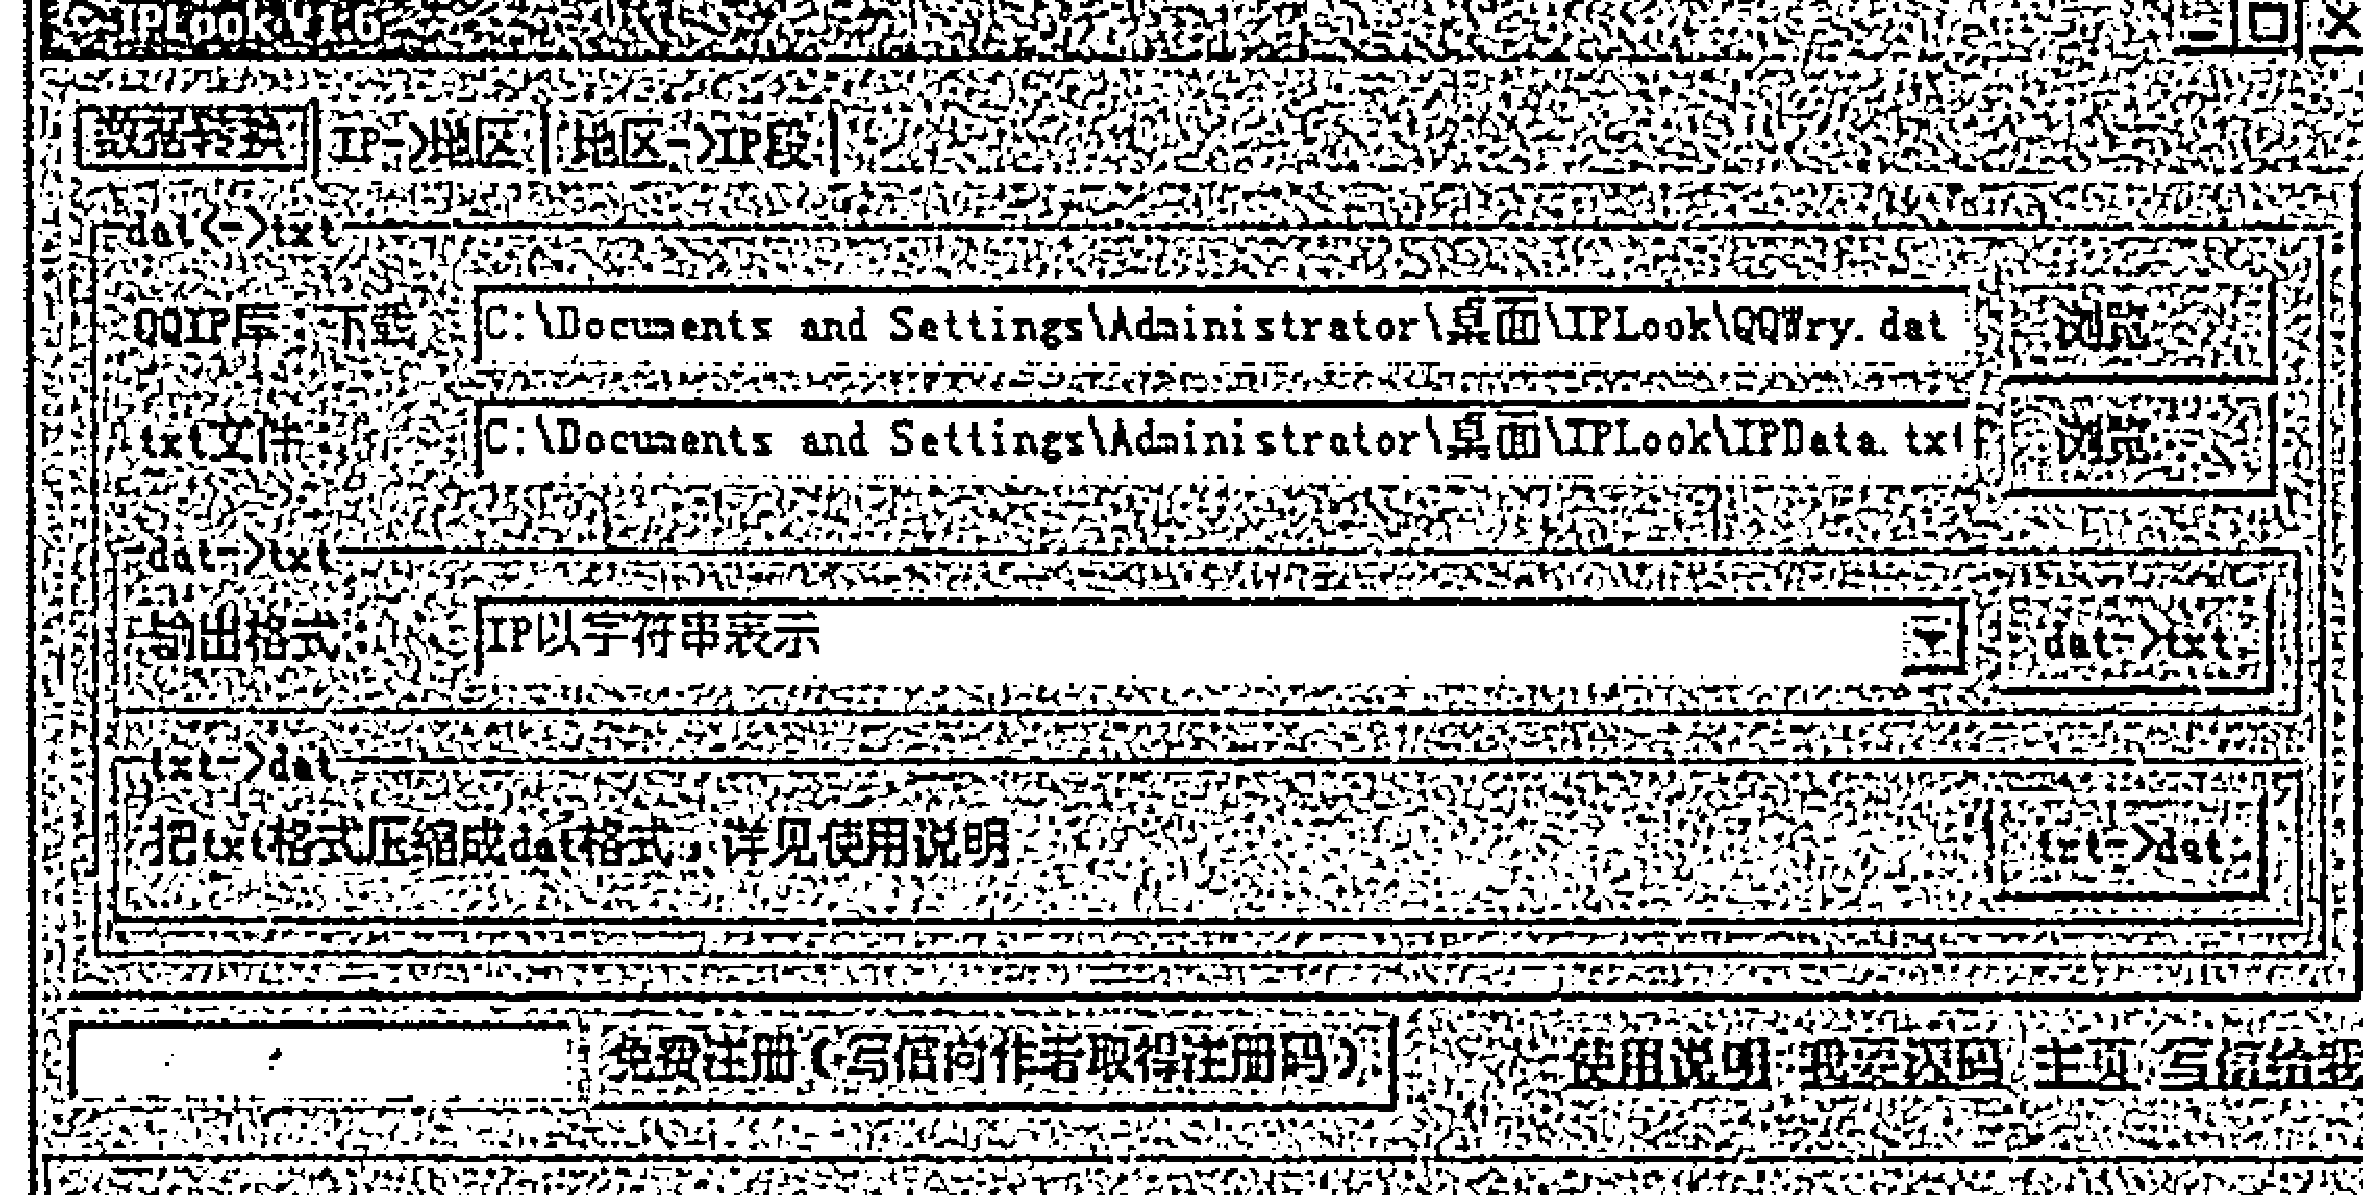 IPLook V1.6
数据转换 IP->地区 地区->IP段
dat<->txt
QQIP库：下载 C:\Documents and Settings\Administrator\桌面\IPLook\QQWry.dat 浏览
txt文件： C:\Documents and Settings\Administrator\桌面\IPLook\IPData.txt 浏览
dat->txt
输出格式： IP以字符串表示 dat->txt
txt->dat
把txt格式压缩成dat格式，详见使用说明 txt->dat
免费注册(写信向作者取得注册码) 使用说明 主页 写信给我